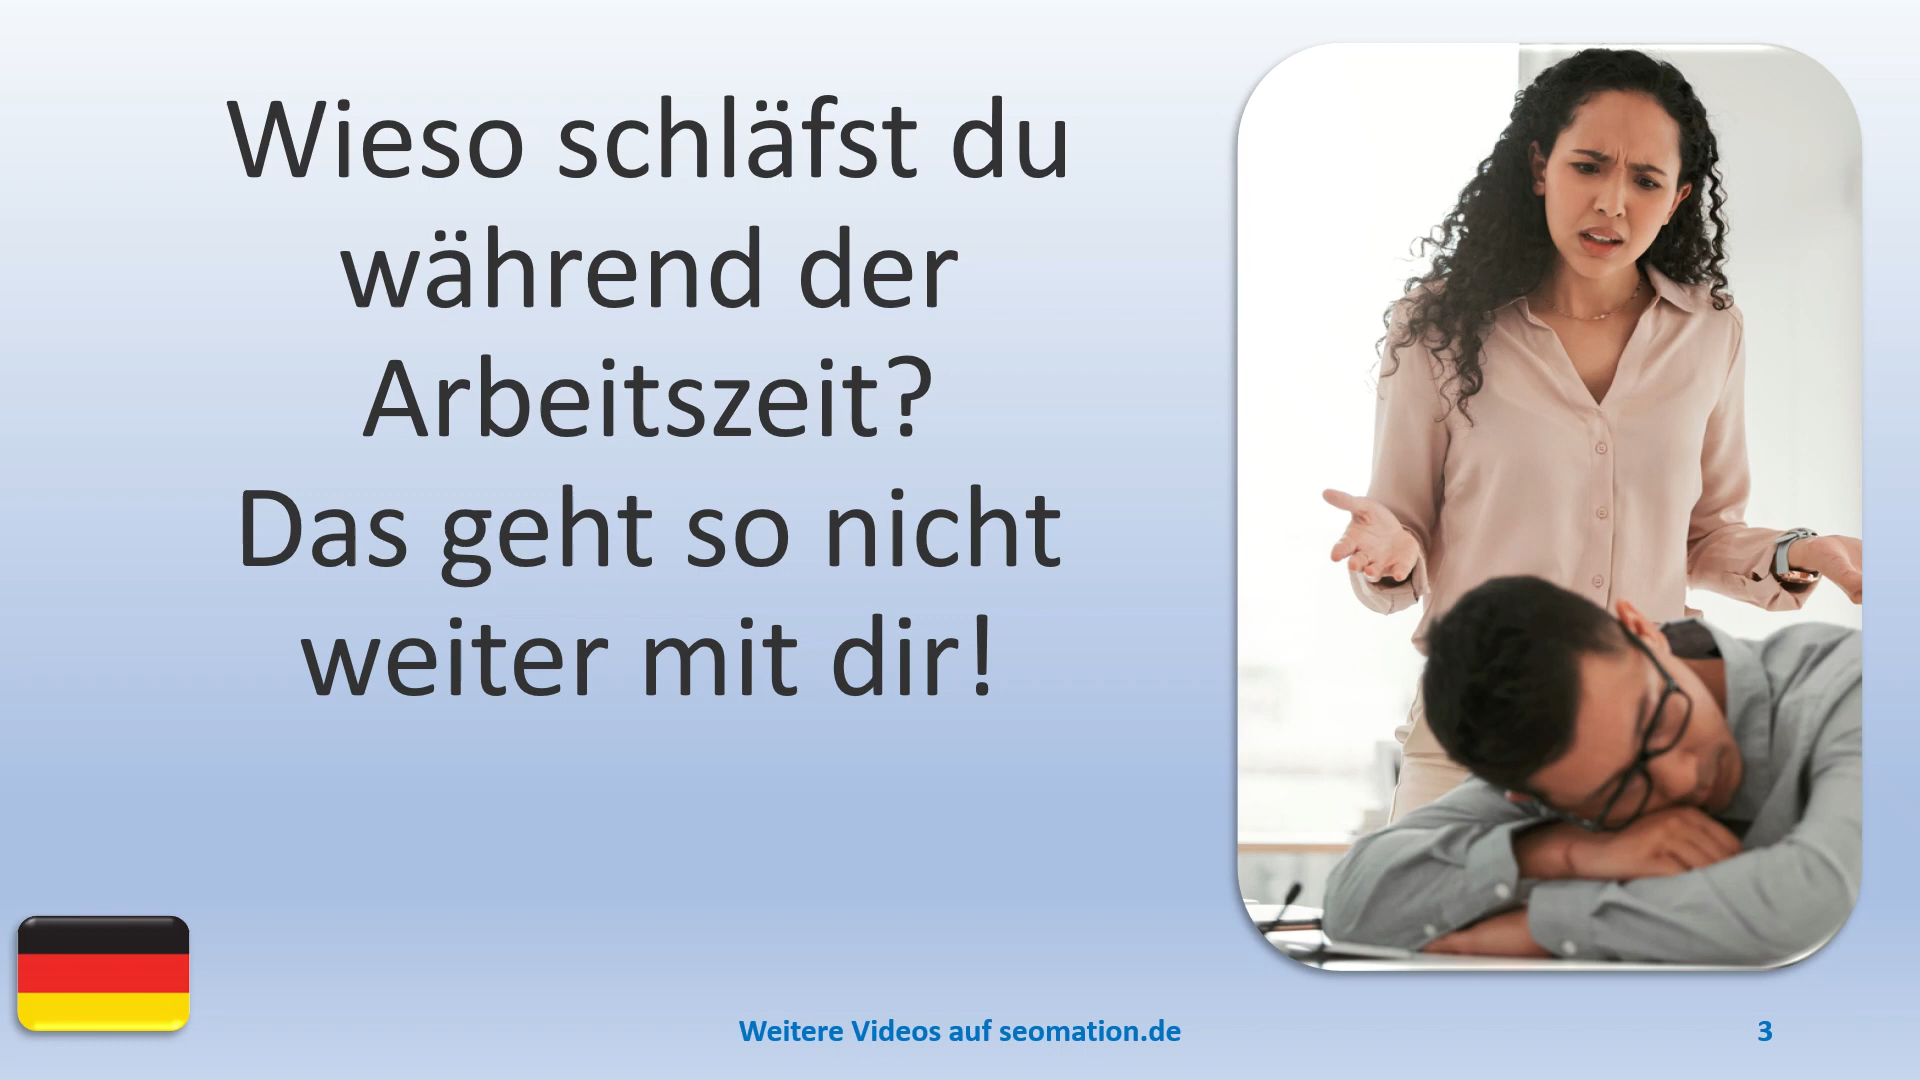 Wieso schläfst du
während der
Arbeitszeit?
Das geht so nicht
weiter mit dir!
Weitere Videos auf seomation.de
3